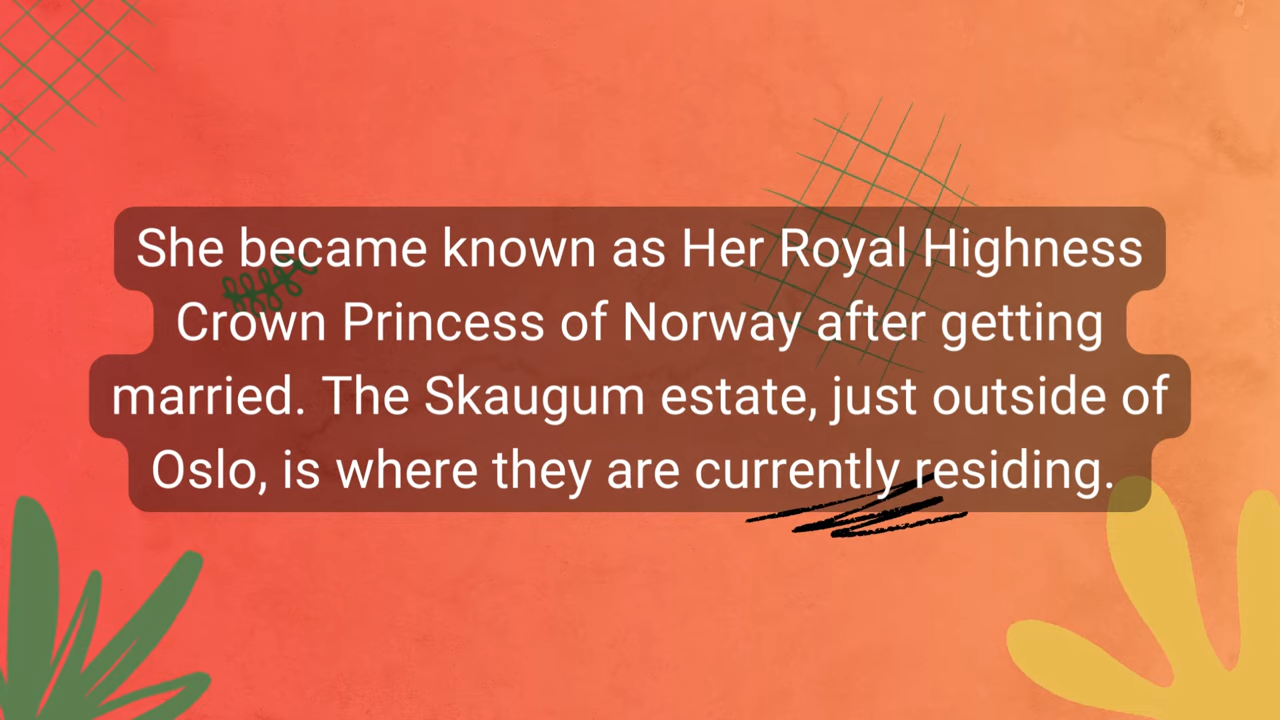 She became known as Her Royal Highness
Crown Princess of Norway after getting
married. The Skaugum estate, just outside of
Oslo, is where they are currently residing.